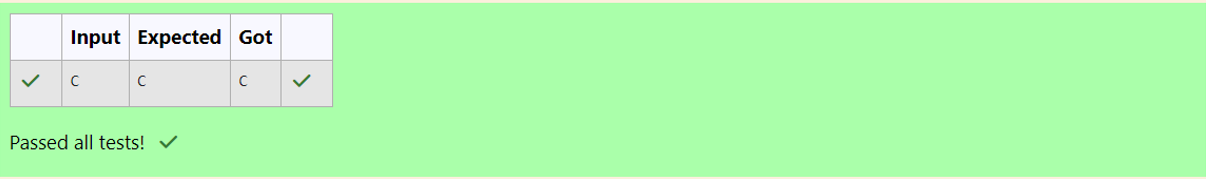 Input Expected Got
C C C
Passed all tests!